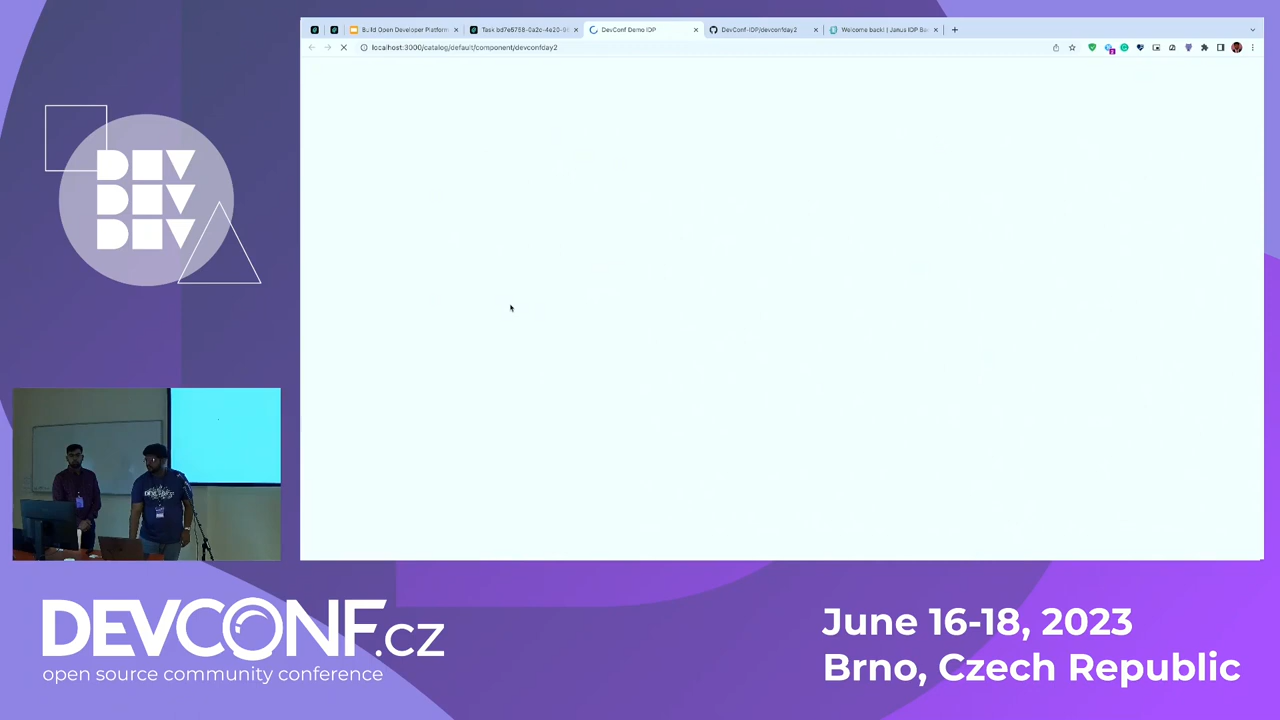 Build Open Developer Platform
Task bd7e6758-0a2c-4e20-90
DevConf Demo IDP
DevConf-IDP/devconfday2
Welcome back! | Janus IDP Bac
localhost:3000/catalog/default/component/devconfday2
DEV
DEV
DEV
DEVCONF.cz
open source community conference
June 16-18, 2023
Brno, Czech Republic